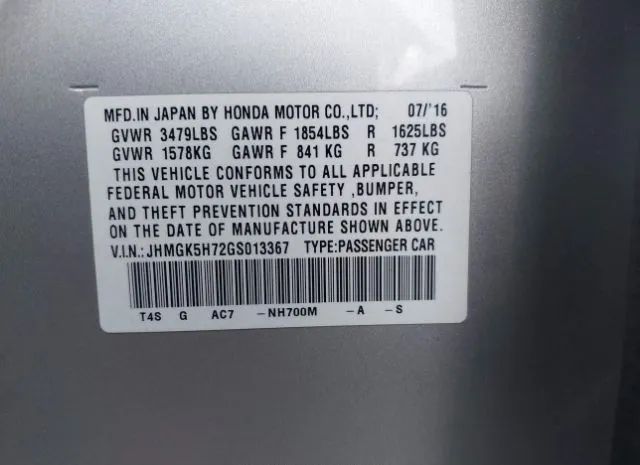 MFD.IN JAPAN BY HONDA MOTOR CO.,LTD; 07/'16
GVWR 3479LBS GAWR F 1854LBS R 1625LBS
GVWR 1578KG GAWR F 841 KG R 737 KG
THIS VEHICLE CONFORMS TO ALL APPLICABLE
FEDERAL MOTOR VEHICLE SAFETY ,BUMPER,
AND THEFT PREVENTION STANDARDS IN EFFECT
ON THE DATE OF MANUFACTURE SHOWN ABOVE.
V.I.N.:JHMGK5H72GS013367 TYPE:PASSENGER CAR
T4S G AC7 -NH700M -A -S